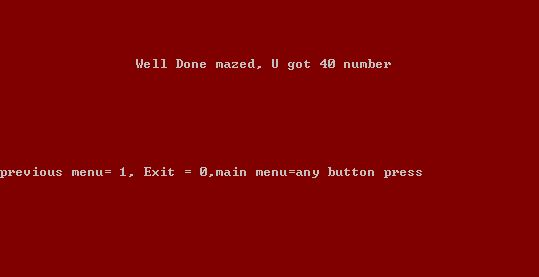 Well Done mazed, U got 40 number
previous menu= 1, Exit = 0,main menu=any button press